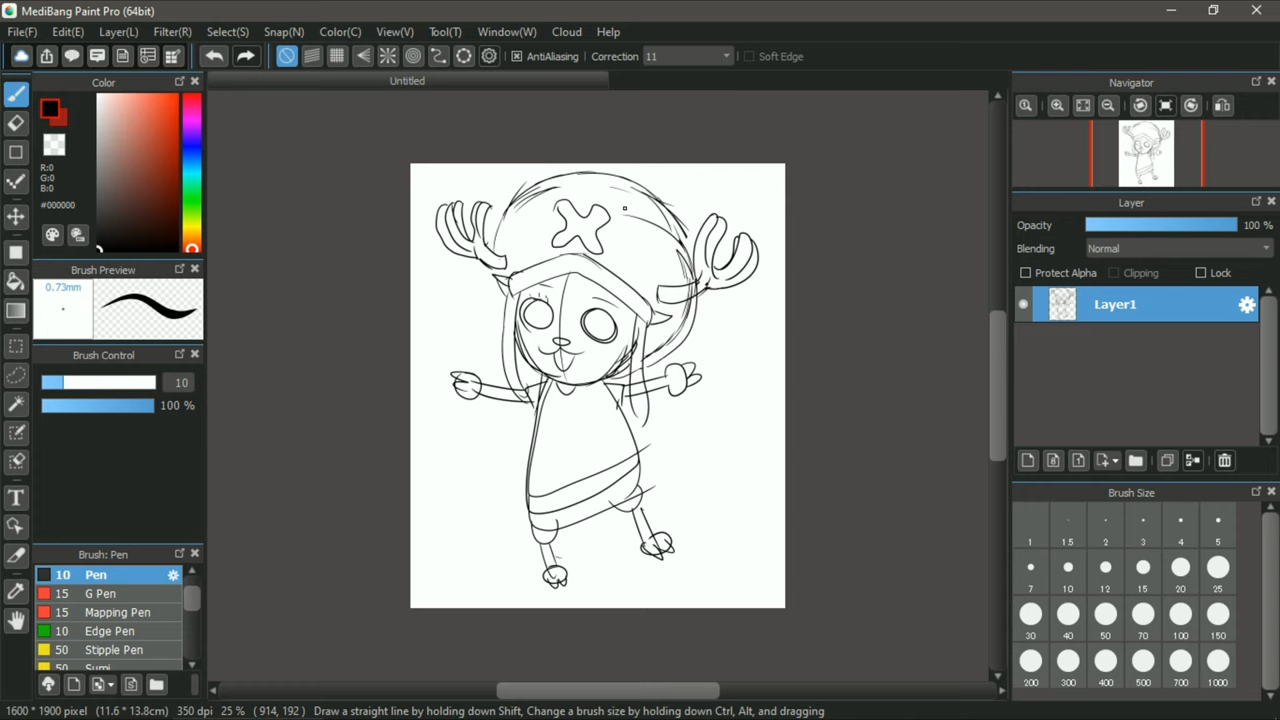 MediBang Paint Pro (64bit)
File(F) Edit(E) Layer(L) Filter(R) Select(S) Snap(N) Color(C) View(V) Tool(T) Window(W) Cloud Help
AntiAliasing Correction 11 Soft Edge
Color
Untitled
Navigator
R:0
G:0
B:0
#000000
Layer
Opacity 100 %
Blending Normal
Protect Alpha Clipping Lock
Layer1
Brush Preview
0.73mm
Brush Control
10
100 %
Brush Size
1 1.5 2 3 4 5
7 10 12 15 20 25
30 40 50 70 100 150
200 300 400 500 700 1000
Brush: Pen
10 Pen
15 G Pen
15 Mapping Pen
10 Edge Pen
50 Stipple Pen
50 Sumi
T
1600 * 1900 pixel (11.6 * 13.8cm) 350 dpi 25 % ( 914, 192 ) Draw a straight line by holding down Shift, Change a brush size by holding down Ctrl, Alt, and dragging